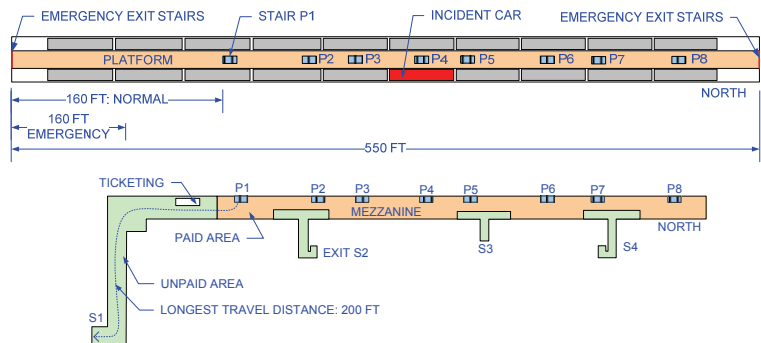 EMERGENCY EXIT STAIRS
STAIR P1
INCIDENT CAR
EMERGENCY EXIT STAIRS
PLATFORM
P2
P3
P4
P5
P6
P7
P8
160 FT: NORMAL
NORTH
160 FT
EMERGENCY
550 FT
TICKETING
P1
P2
P3
P4
P5
P6
P7
P8
MEZZANINE
NORTH
PAID AREA
EXIT S2
S3
S4
UNPAID AREA
LONGEST TRAVEL DISTANCE: 200 FT
S1